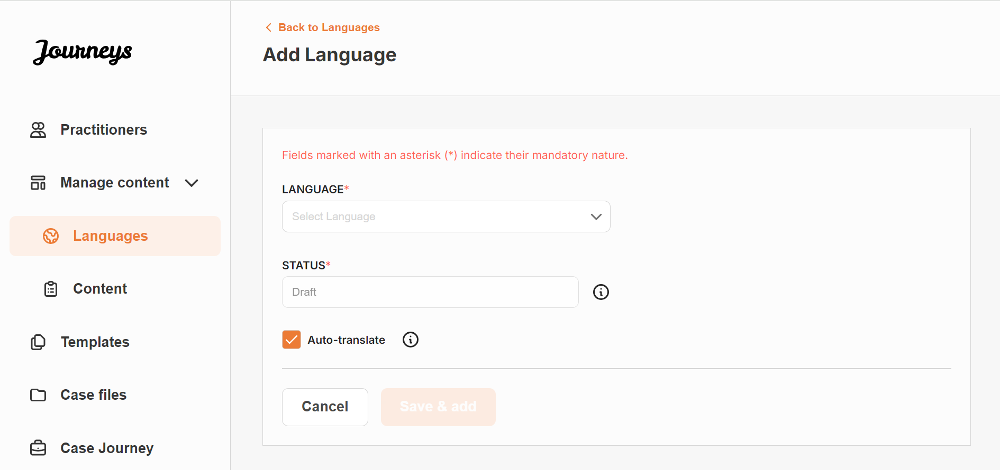 Journeys
Practitioners
Manage content
Languages
Content
Templates
Case files
Case Journey
Back to Languages
Add Language
Fields marked with an asterisk (*) indicate their mandatory nature.
LANGUAGE*
Select Language
STATUS*
Draft
Auto-translate
Cancel
Save & add